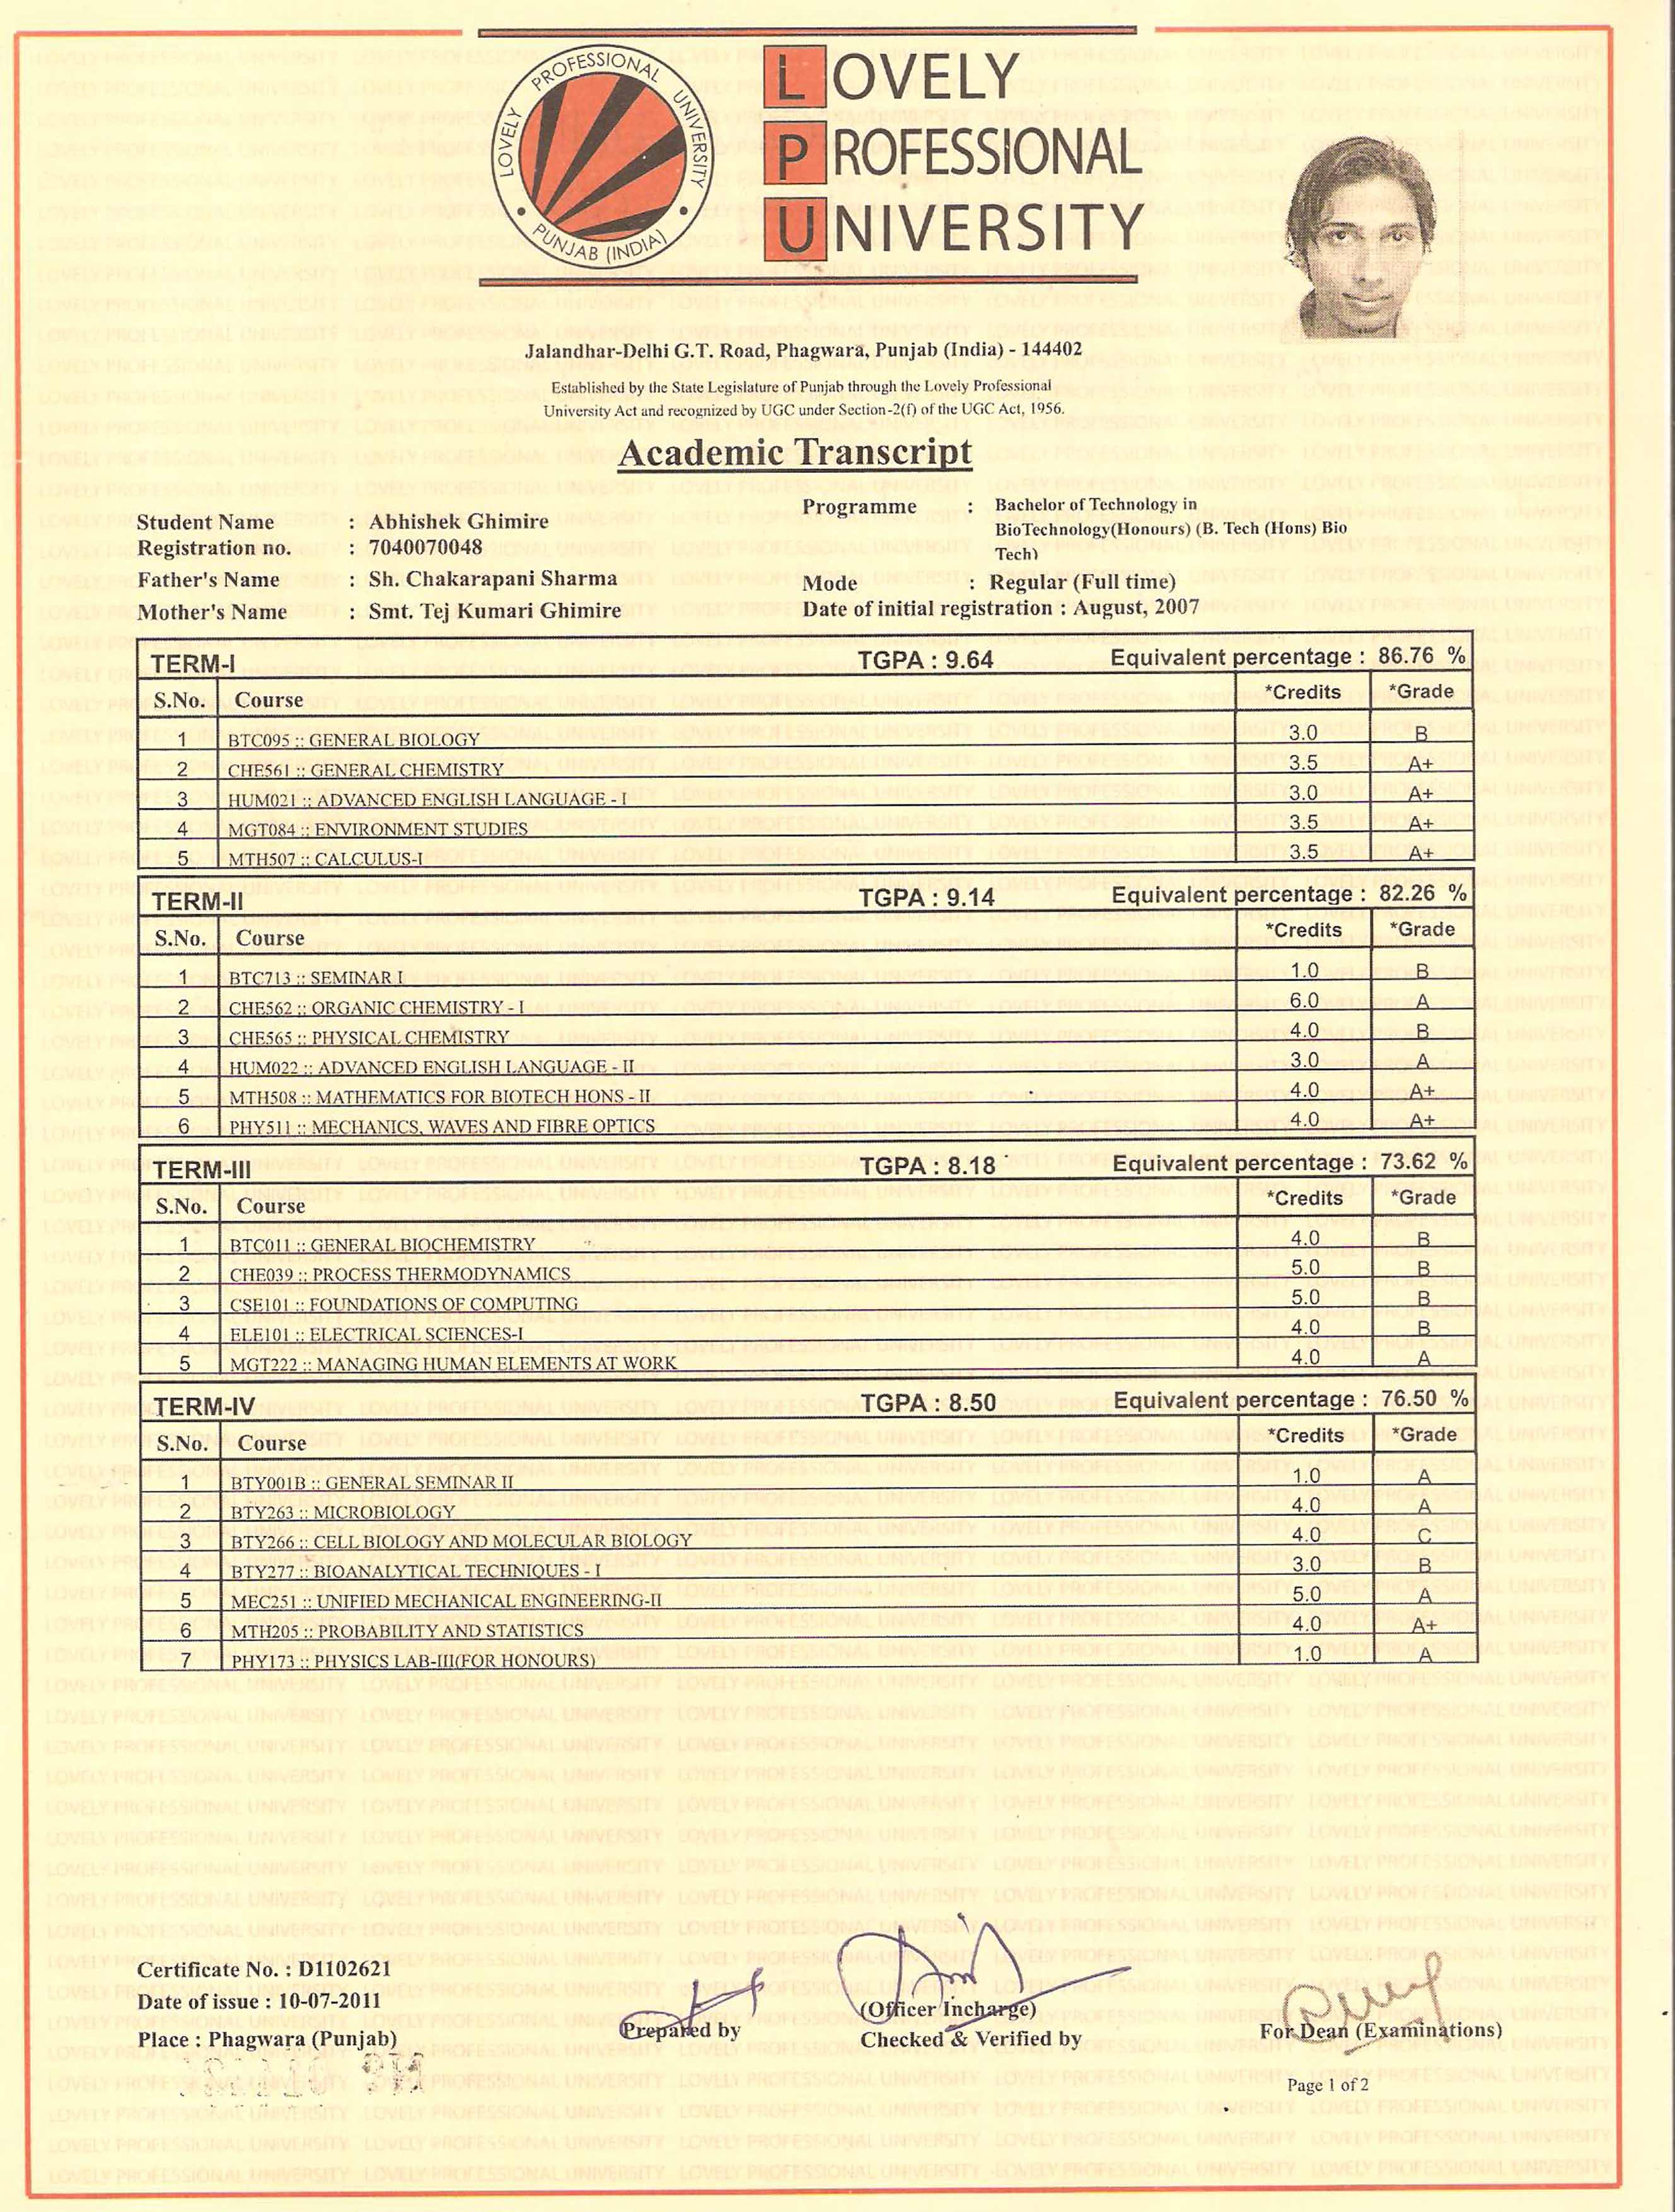 LOVELY PROFESSIONAL UNIVERSITY
PUNJAB (INDIA)
LOVELY
PROFESSIONAL
UNIVERSITY
Jalandhar-Delhi G.T. Road, Phagwara, Punjab (India) - 144402
Established by the State Legislature of Punjab through the Lovely Professional
University Act and recognized by UGC under Section-2(f) of the UGC Act, 1956.
Academic Transcript
Student Name : Abhishek Ghimire
Registration no. : 7040070048
Father's Name : Sh. Chakarapani Sharma
Mother's Name : Smt. Tej Kumari Ghimire
Programme : Bachelor of Technology in
BioTechnology(Honours) (B. Tech (Hons) Bio
Tech)
Mode : Regular (Full time)
Date of initial registration : August, 2007
TERM-I TGPA : 9.64 Equivalent percentage : 86.76 %
S.No. Course *Credits *Grade
1 BTC095 :: GENERAL BIOLOGY 3.0 B
2 CHE561 :: GENERAL CHEMISTRY 3.5 A+
3 HUM021 :: ADVANCED ENGLISH LANGUAGE - I 3.0 A+
4 MGT084 :: ENVIRONMENT STUDIES 3.5 A+
5 MTH507 :: CALCULUS-I 3.5 A+
TERM-II TGPA : 9.14 Equivalent percentage : 82.26 %
S.No. Course *Credits *Grade
1 BTC713 :: SEMINAR I 1.0 B
2 CHE562 :: ORGANIC CHEMISTRY - I 6.0 A
3 CHE565 :: PHYSICAL CHEMISTRY 4.0 B
4 HUM022 :: ADVANCED ENGLISH LANGUAGE - II 3.0 A
5 MTH508 :: MATHEMATICS FOR BIOTECH HONS - II 4.0 A+
6 PHY511 :: MECHANICS, WAVES AND FIBRE OPTICS 4.0 A+
TERM-III TGPA : 8.18 Equivalent percentage : 73.62 %
S.No. Course *Credits *Grade
1 BTC011 :: GENERAL BIOCHEMISTRY 4.0 B
2 CHE039 :: PROCESS THERMODYNAMICS 5.0 B
3 CSE101 :: FOUNDATIONS OF COMPUTING 5.0 B
4 ELE101 :: ELECTRICAL SCIENCES-I 4.0 B
5 MGT222 :: MANAGING HUMAN ELEMENTS AT WORK 4.0 A
TERM-IV TGPA : 8.50 Equivalent percentage : 76.50 %
S.No. Course *Credits *Grade
1 BTY001B :: GENERAL SEMINAR II 1.0 A
2 BTY263 :: MICROBIOLOGY 4.0 A
3 BTY266 :: CELL BIOLOGY AND MOLECULAR BIOLOGY 4.0 C
4 BTY277 :: BIOANALYTICAL TECHNIQUES - I 3.0 B
5 MEC251 :: UNIFIED MECHANICAL ENGINEERING-II 5.0 A
6 MTH205 :: PROBABILITY AND STATISTICS 4.0 A+
7 PHY173 :: PHYSICS LAB-III(FOR HONOURS) 1.0 A
Certificate No. : D1102621
Date of issue : 10-07-2011
Place : Phagwara (Punjab)
Prepared by
(Officer Incharge)
Checked & Verified by
For Dean (Examinations)
Page 1 of 2